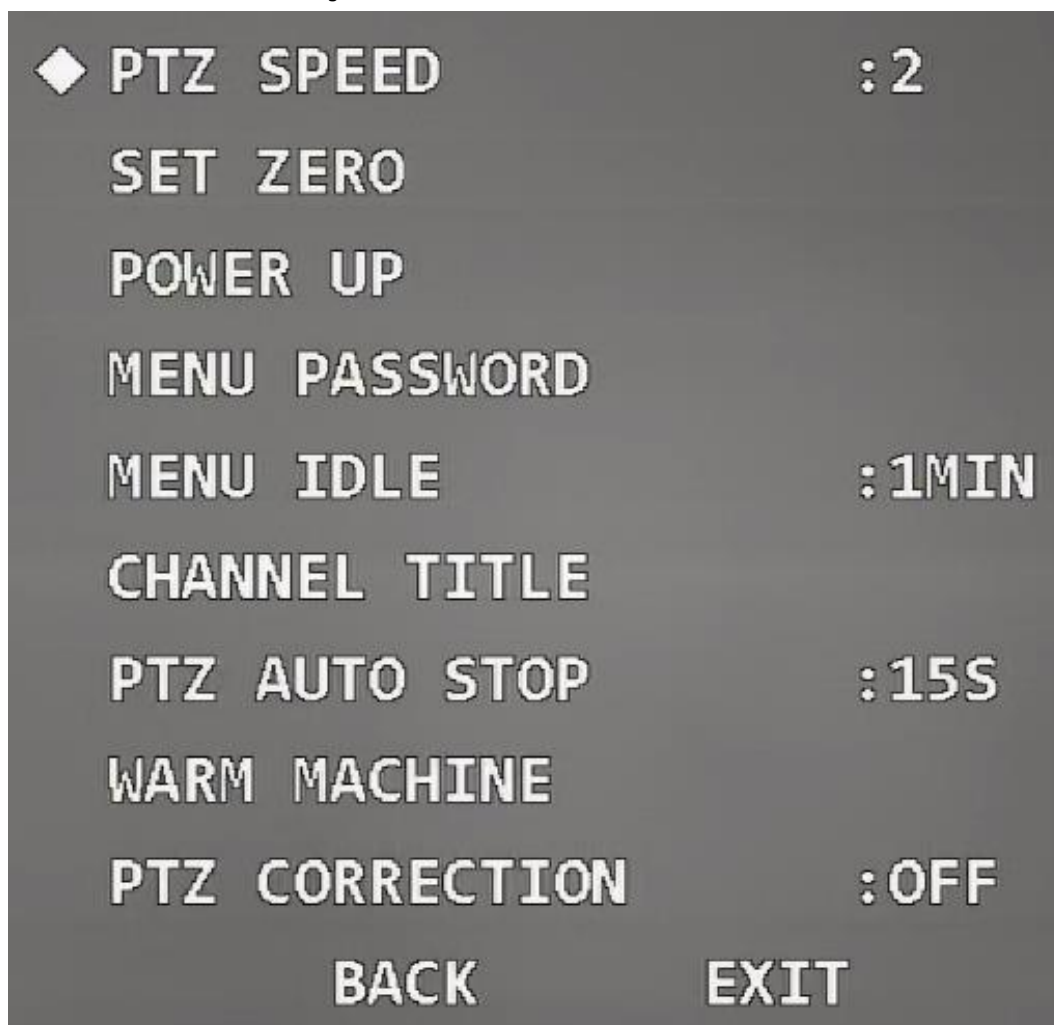 PTZ SPEED :2
SET ZERO
POWER UP
MENU PASSWORD
MENU IDLE :1MIN
CHANNEL TITLE
PTZ AUTO STOP :15S
WARM MACHINE
PTZ CORRECTION :OFF
BACK EXIT